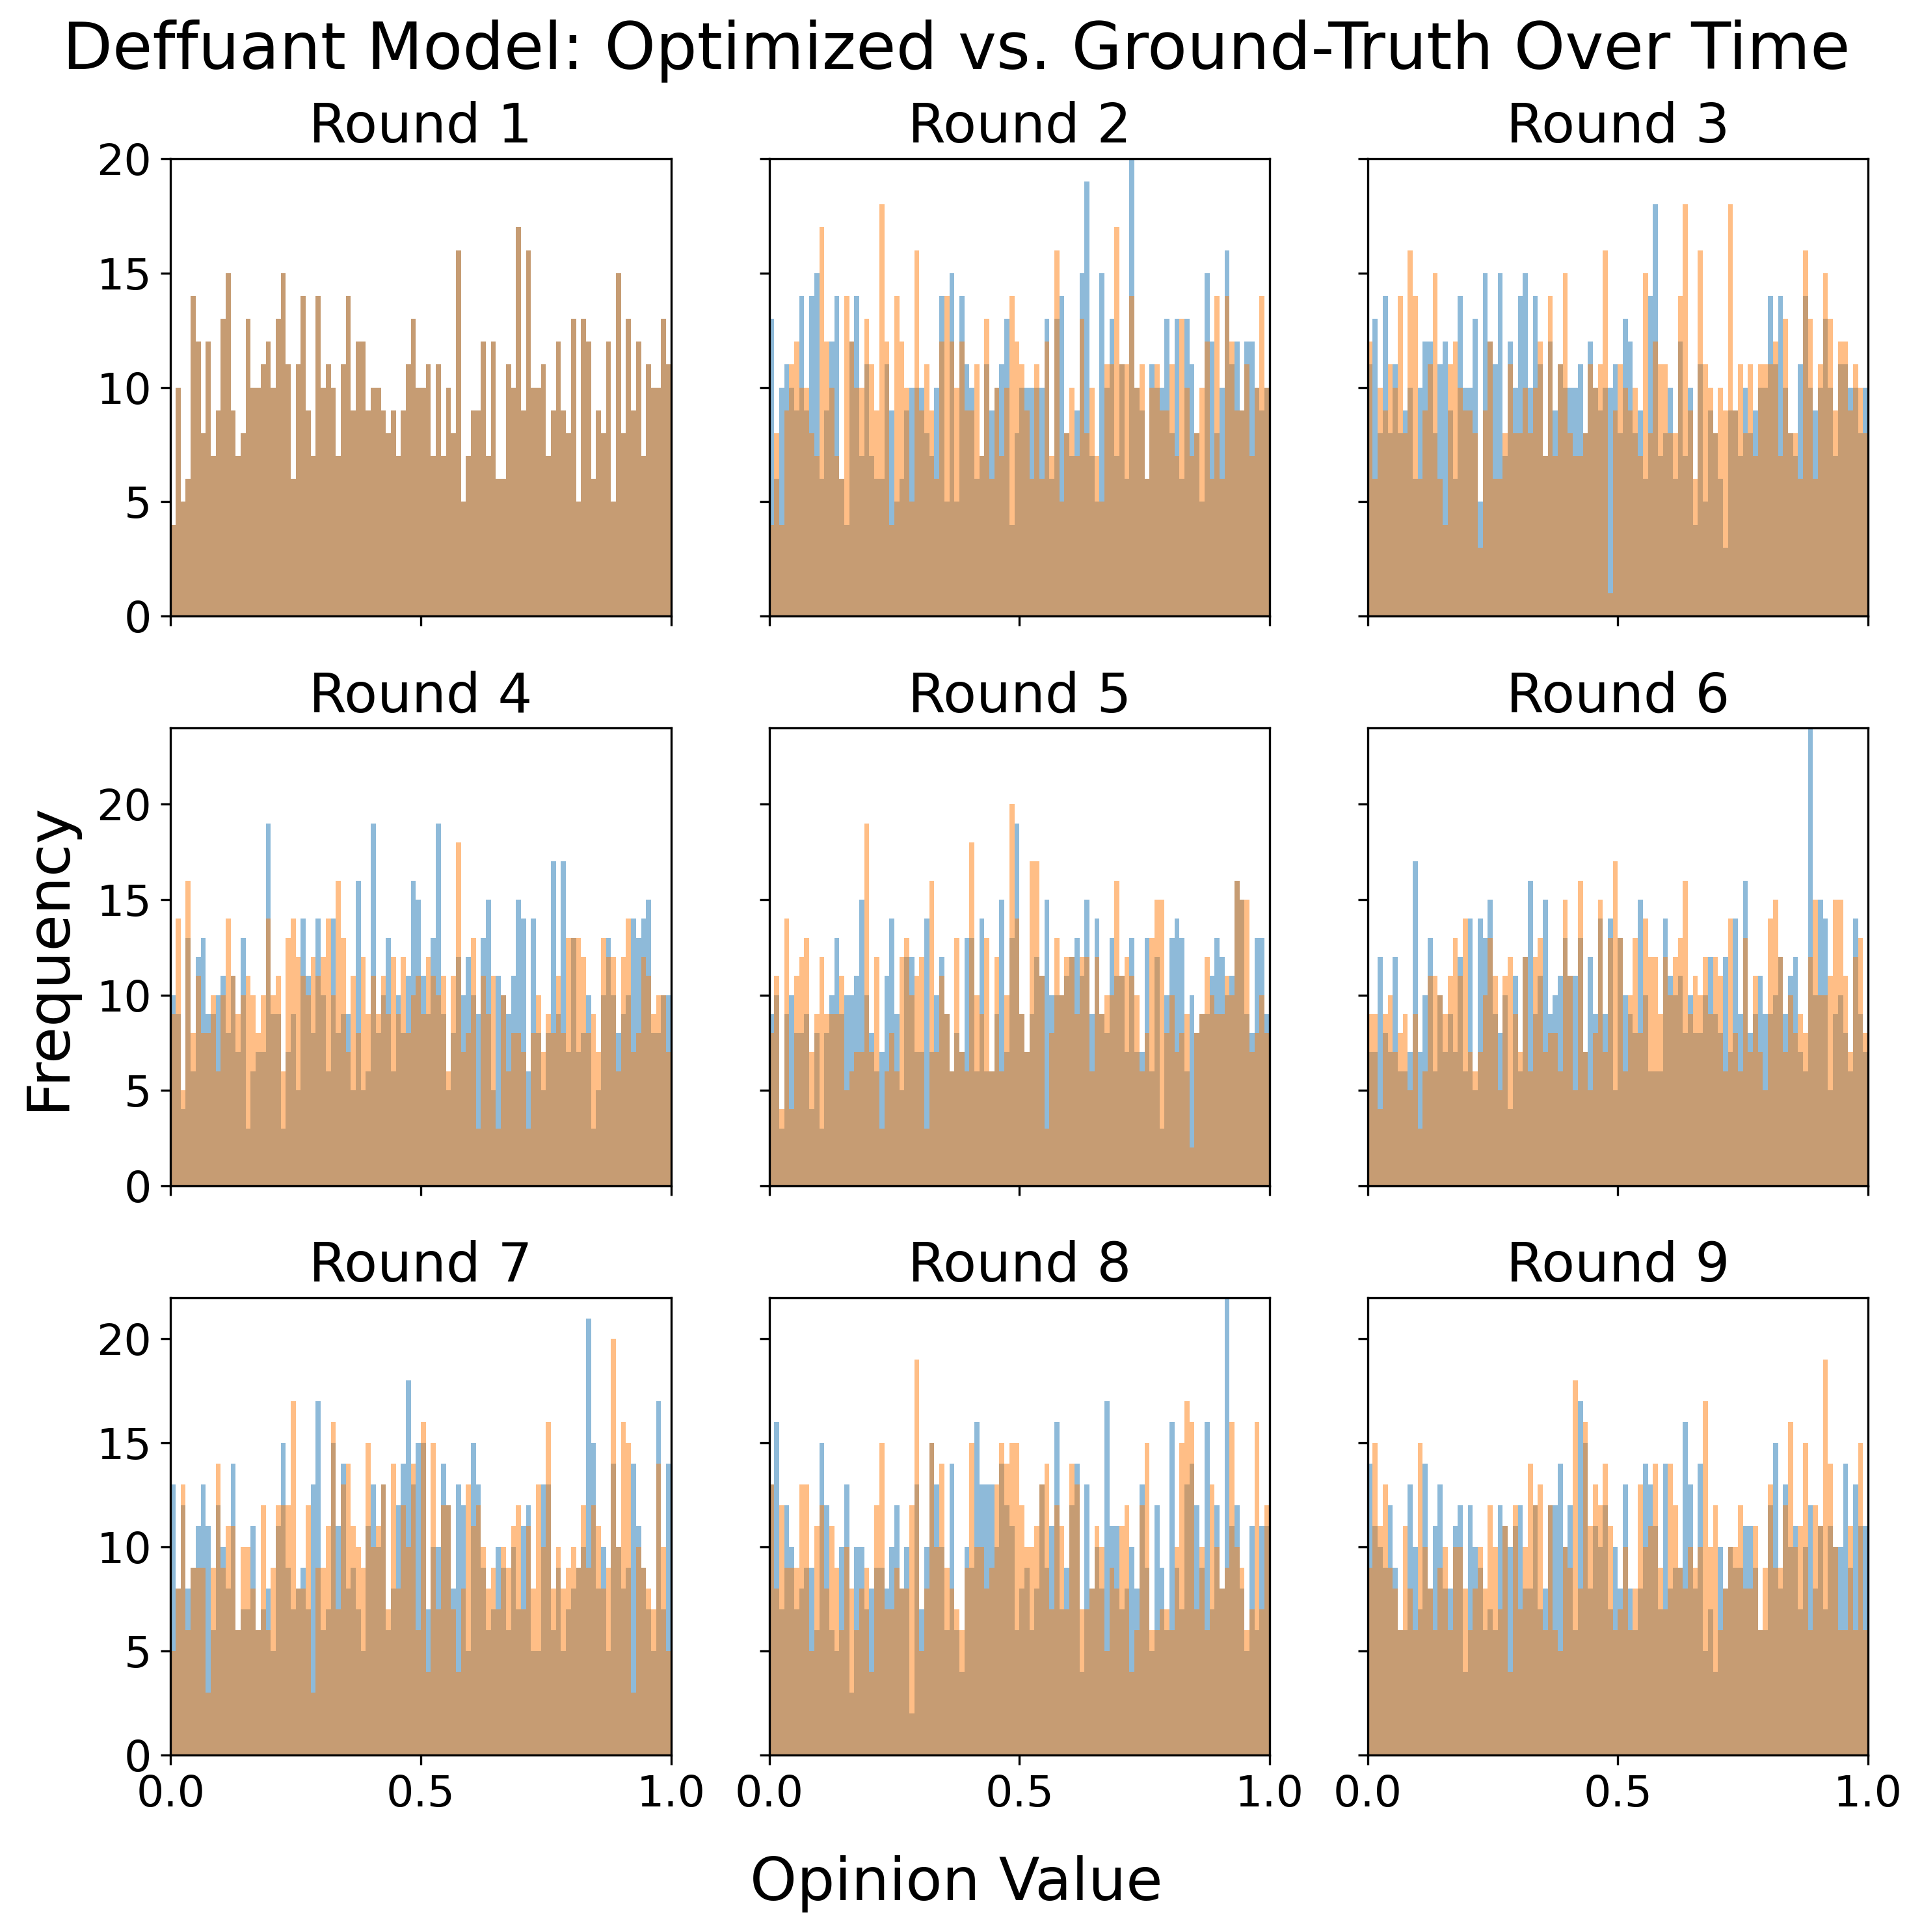 Deffuant Model: Optimized vs. Ground-Truth Over Time
Round 1
Round 2
Round 3
20
15
10
5
0
Round 4
Round 5
Round 6
20
15
10
5
0
Frequency
Round 7
Round 8
Round 9
20
15
10
5
0
0.0 0.5 1.0 0.0 0.5 1.0 0.0 0.5 1.0
Opinion Value